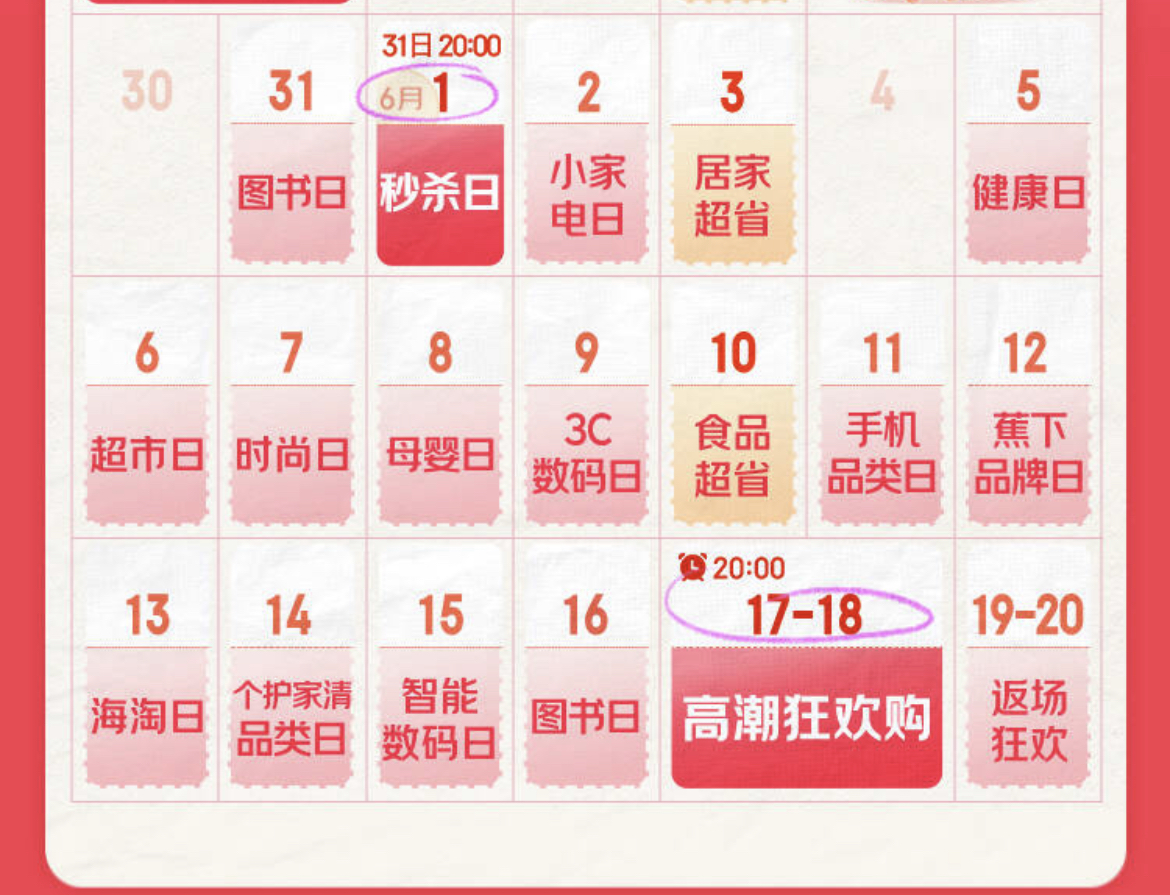 31日 20:00
30
31
6月 1
2
3
4
5
图书日
秒杀日
小家
电日
居家
超省
健康日
6
7
8
9
10
11
12
超市日
时尚日
母婴日
3C
数码日
食品
超省
手机
品类日
蕉下
品牌日
20:00
13
14
15
16
17-18
19-20
海淘日
个护家清
品类日
智能
数码日
图书日
高潮狂欢购
返场
狂欢